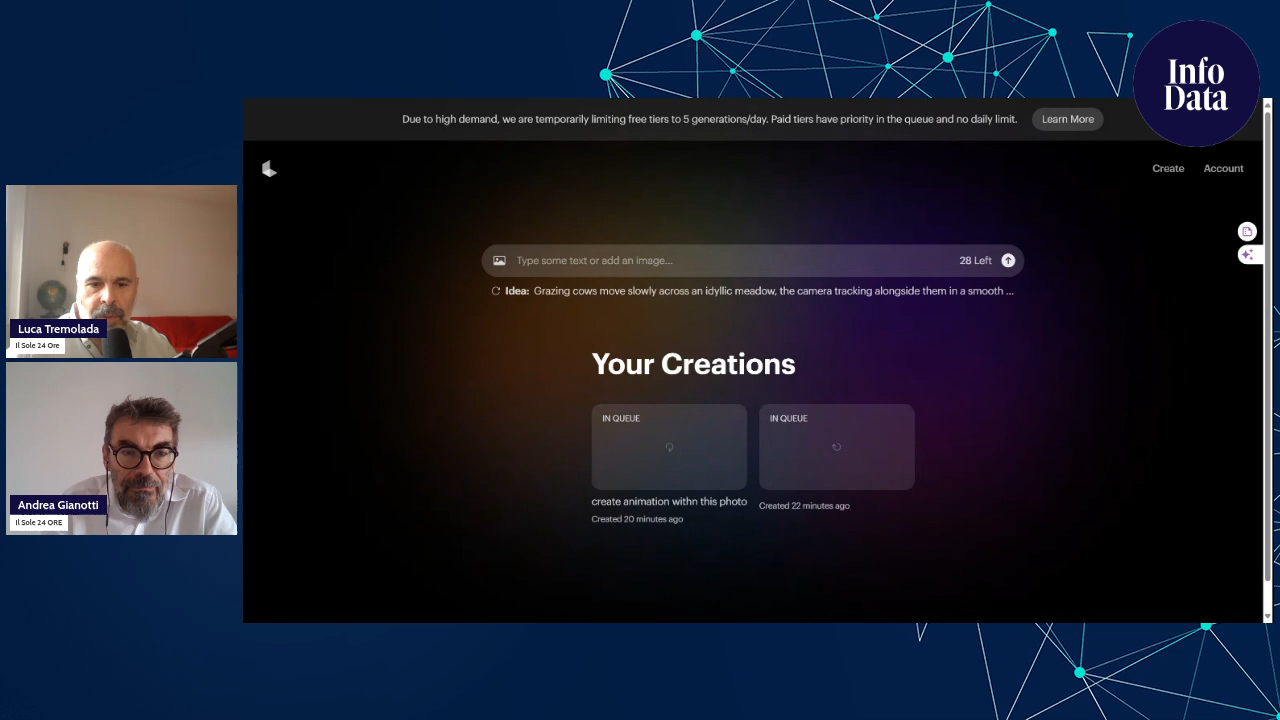 Info
Data
Due to high demand, we are temporarily limiting free tiers to 5 generations/day. Paid tiers have priority in the queue and no daily limit.
Learn More
Create
Account
Type some text or add an image...
28 Left
Idea: Grazing cows move slowly across an idyllic meadow, the camera tracking alongside them in a smooth ...
Your Creations
IN QUEUE
IN QUEUE
create animation withn this photo
Created 20 minutes ago
Created 22 minutes ago
Luca Tremolada
Il Sole 24 Ore
Andrea Gianotti
Il Sole 24 ORE